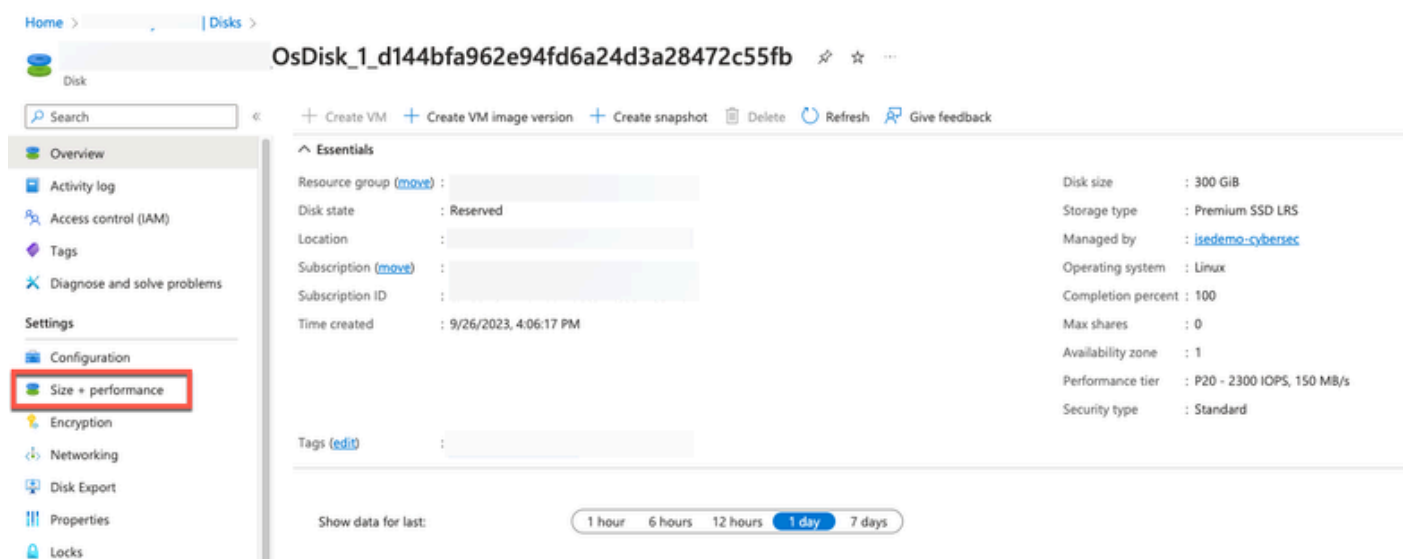 Home > | Disks >
OsDisk_1_d144bfa962e94fd6a24d3a28472c55fb
Disk
Search
Create VM Create VM image version Create snapshot Delete Refresh Give feedback
Overview
Activity log
Access control (IAM)
Tags
Diagnose and solve problems
Settings
Configuration
Size + performance
Encryption
Networking
Disk Export
Properties
Locks
Essentials
Resource group (move) :
Disk state : Reserved
Location :
Subscription (move) :
Subscription ID :
Time created : 9/26/2023, 4:06:17 PM
Tags (edit) :
Disk size : 300 GiB
Storage type : Premium SSD LRS
Managed by : isedemo-cybersec
Operating system : Linux
Completion percent : 100
Max shares : 0
Availability zone : 1
Performance tier : P20 - 2300 IOPS, 150 MB/s
Security type : Standard
Show data for last: 1 hour 6 hours 12 hours 1 day 7 days